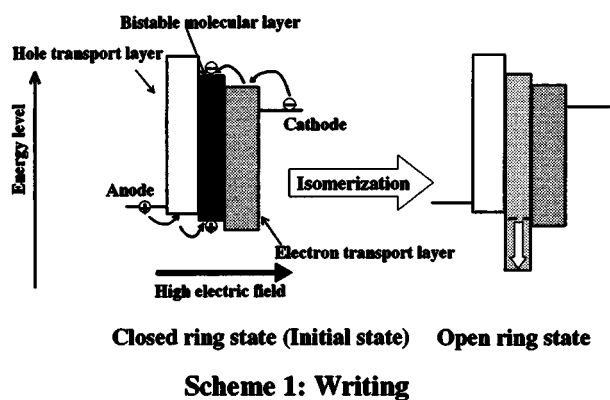 Bistable molecular layer
Hole transport layer
Energy level
Cathode
Anode
Isomerization
Electron transport layer
High electric field
Closed ring state (Initial state) Open ring state
Scheme 1: Writing